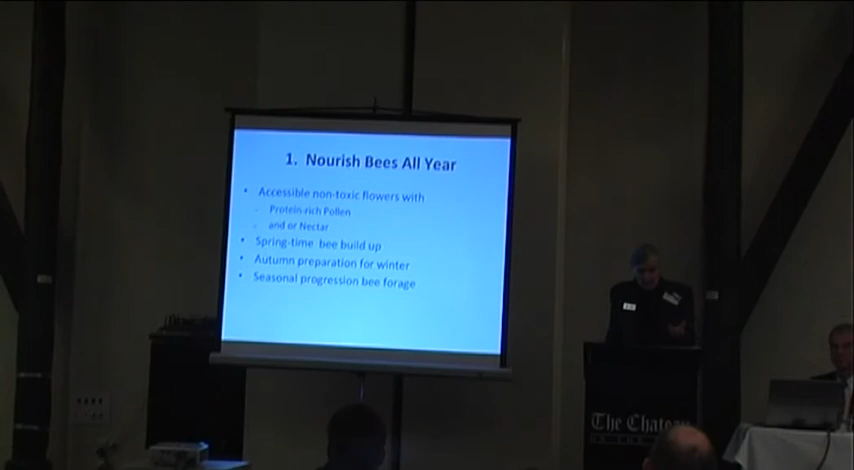 1. Nourish Bees All Year
• Accessible non-toxic flowers with
- Protein-rich Pollen
- and or Nectar
• Spring-time bee build up
• Autumn preparation for winter
• Seasonal progression bee forage
The Chateau